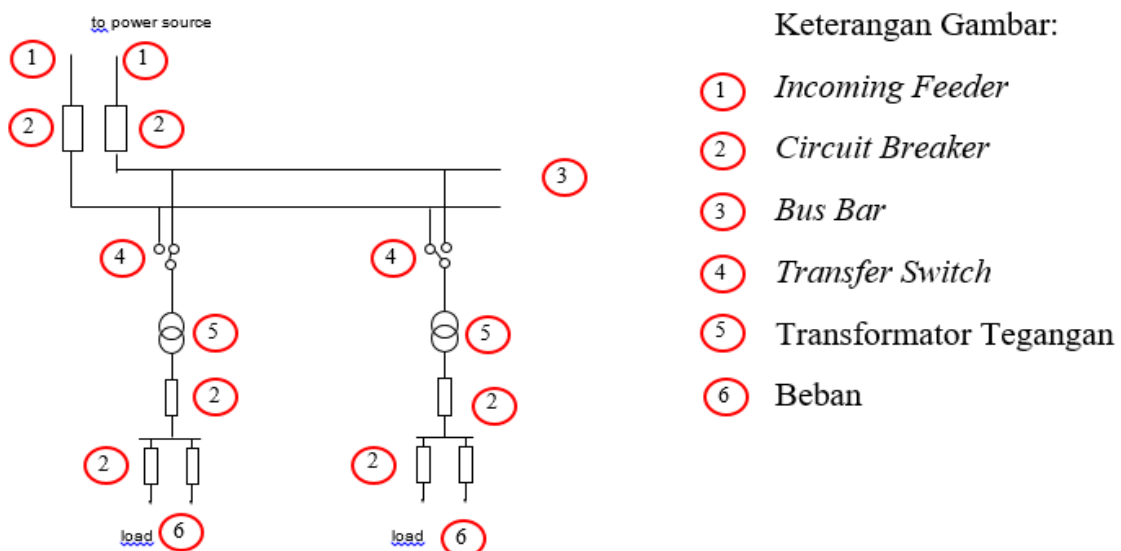 to power source
1 1
2 2
3
4 4
5 5
2 2
2 2
load 6 load 6
Keterangan Gambar:
1 Incoming Feeder
2 Circuit Breaker
3 Bus Bar
4 Transfer Switch
5 Transformator Tegangan
6 Beban